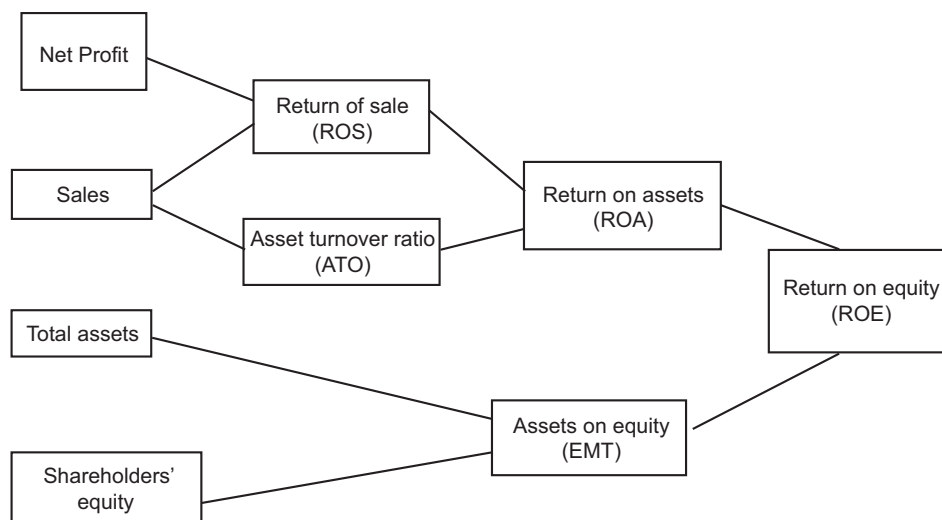 Net Profit
Return of sale
(ROS)
Sales
Return on assets
(ROA)
Asset turnover ratio
(ATO)
Return on equity
(ROE)
Total assets
Assets on equity
(EMT)
Shareholders’
equity